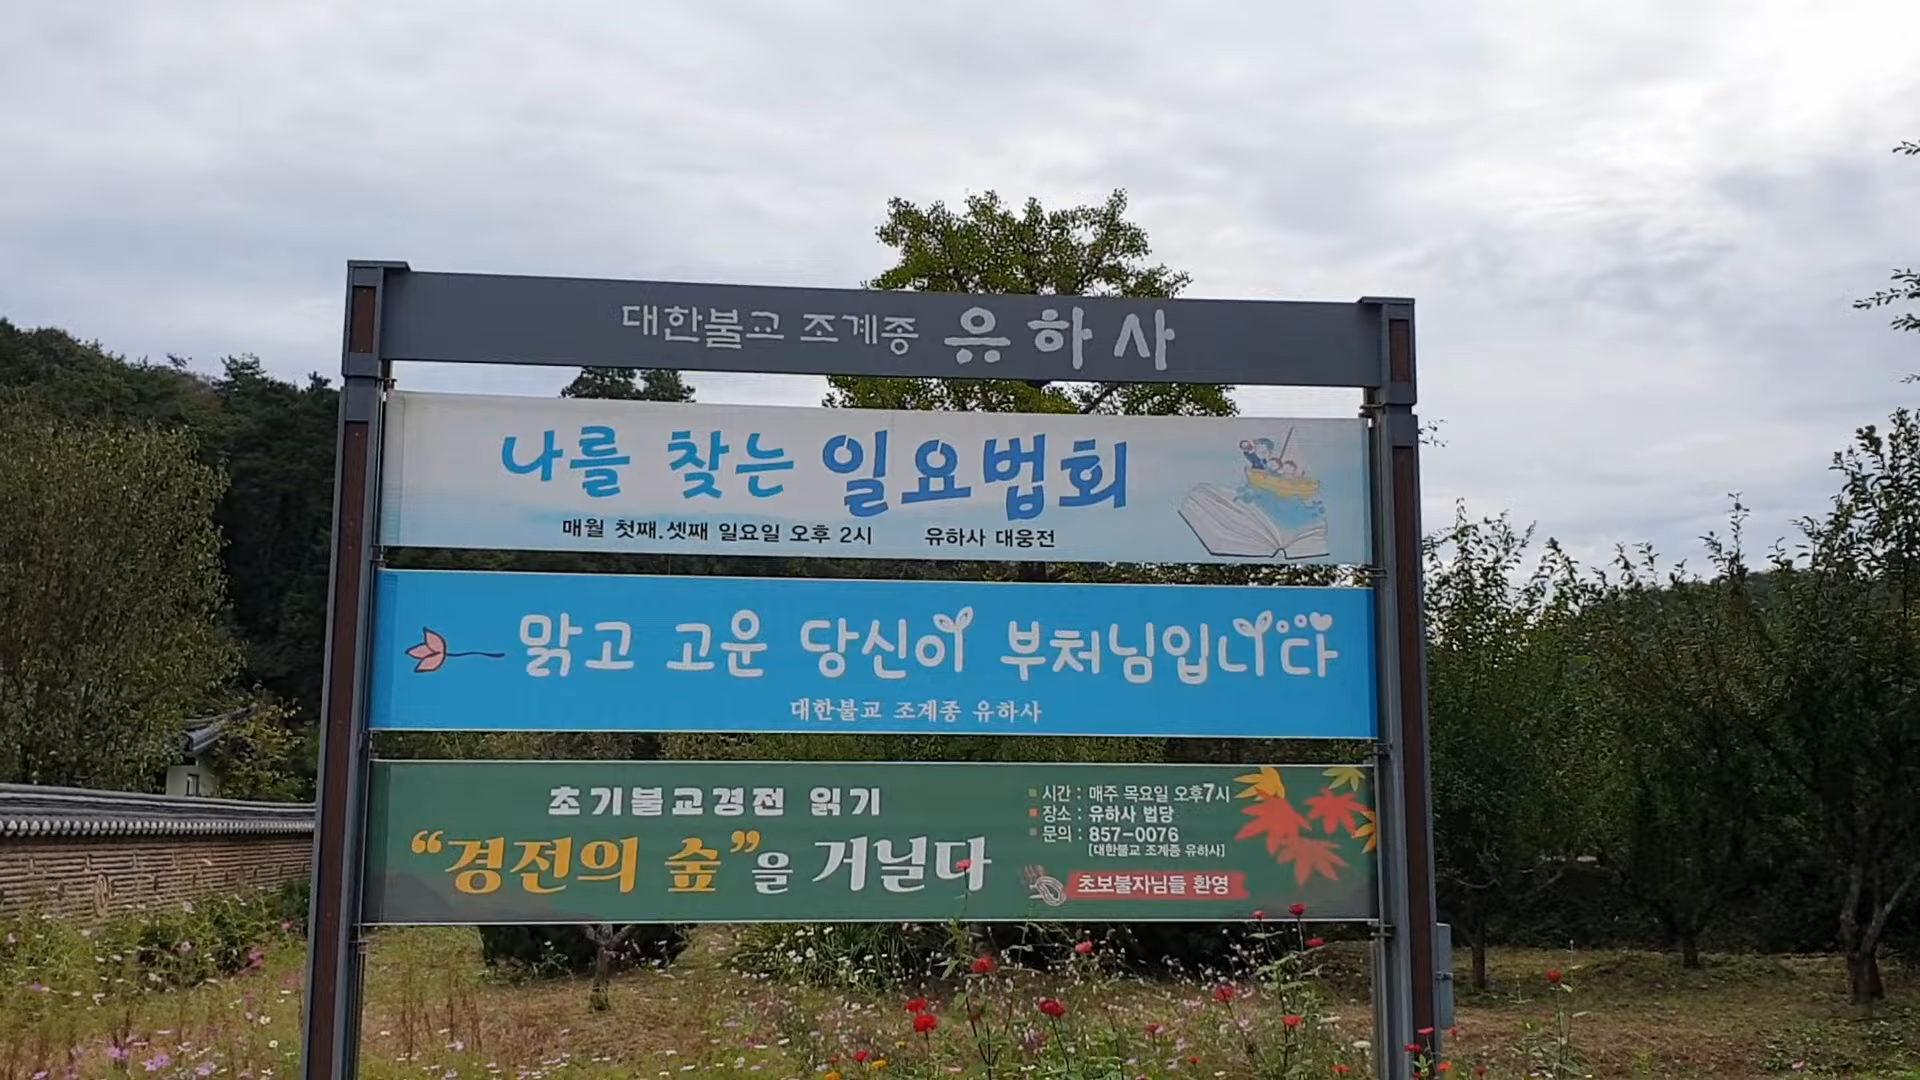 대한불교 조계종 유하사
나를 찾는 일요법회
매월 첫째.셋째 일요일 오후 2시 유하사 대웅전
맑고 고운 당신이 부처님입니다
대한불교 조계종 유하사
초기불교경전 읽기
“경전의 숲”을 거닐다
시간 : 매주 목요일 오후7시
장소 : 유하사 법당
문의 : 857-0076
[대한불교 조계종 유하사]
초보불자님들 환영